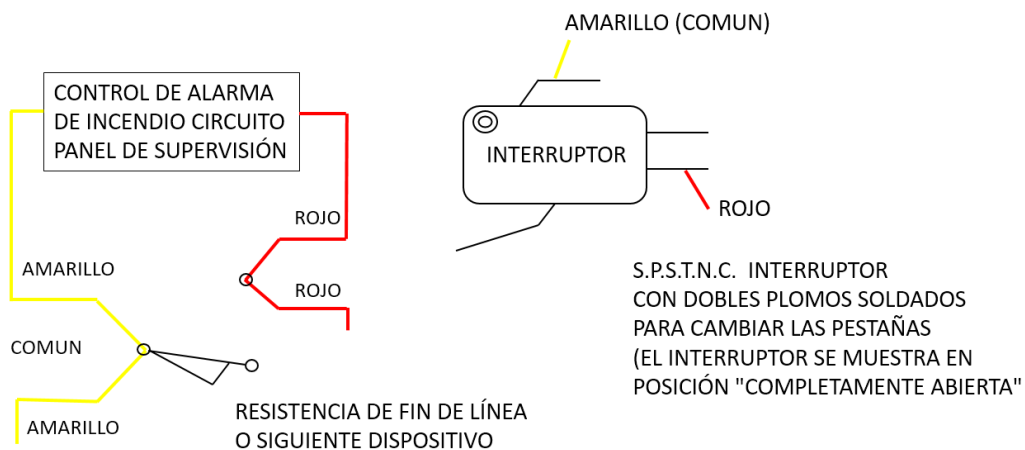 AMARILLO (COMUN)
CONTROL DE ALARMA
DE INCENDIO CIRCUITO
PANEL DE SUPERVISIÓN
INTERRUPTOR
ROJO
ROJO
AMARILLO
ROJO
COMUN
AMARILLO
RESISTENCIA DE FIN DE LÍNEA
O SIGUIENTE DISPOSITIVO
S.P.S.T.N.C. INTERRUPTOR
CON DOBLES PLOMOS SOLDADOS
PARA CAMBIAR LAS PESTAÑAS
(EL INTERRUPTOR SE MUESTRA EN
POSICIÓN "COMPLETAMENTE ABIERTA"